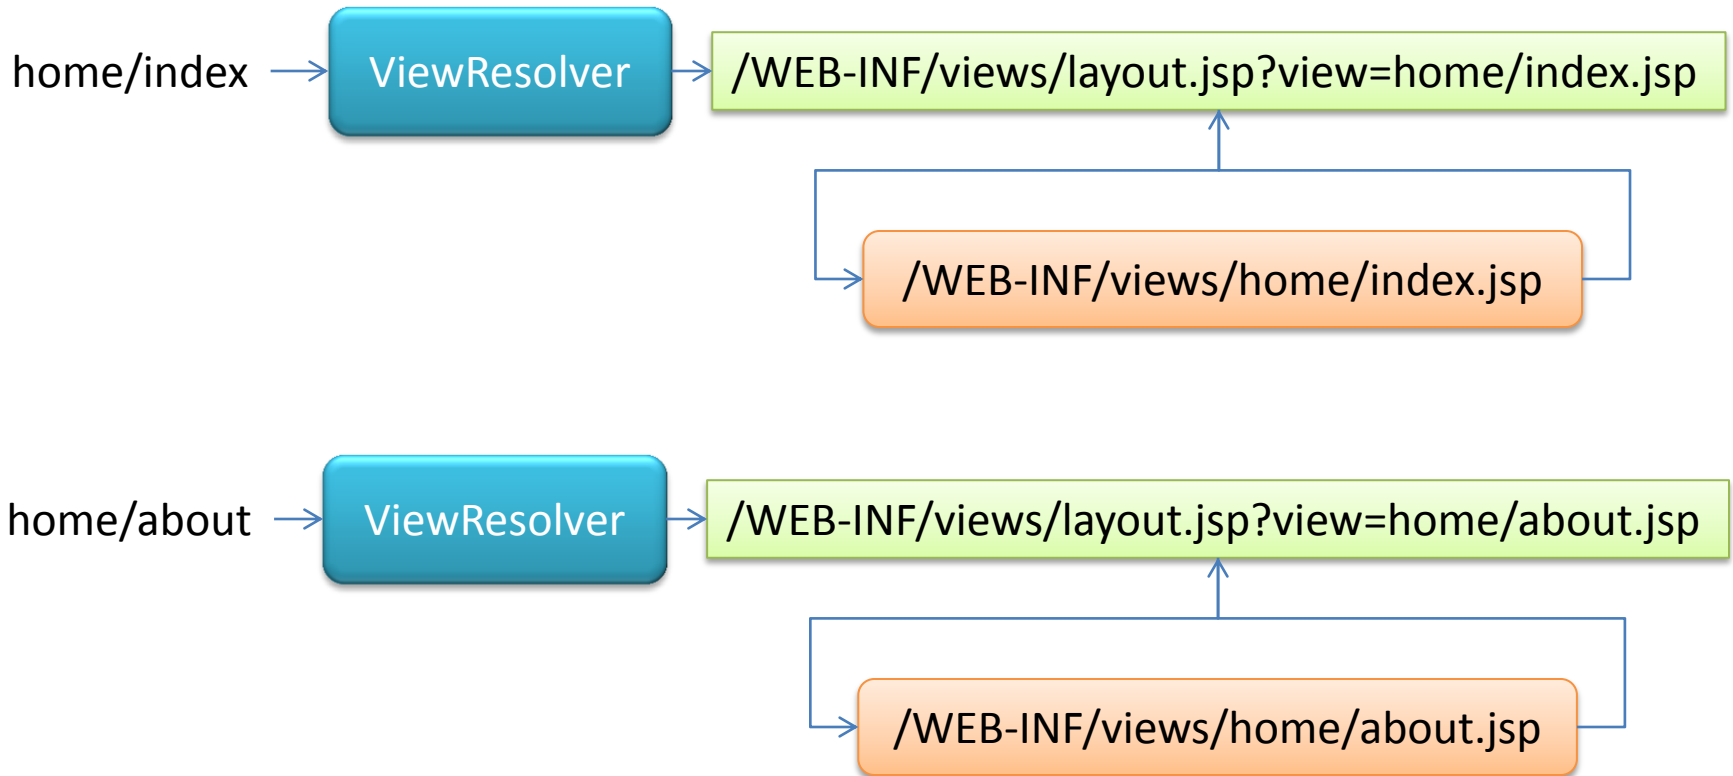 home/index
ViewResolver
/WEB-INF/views/layout.jsp?view=home/index.jsp
/WEB-INF/views/home/index.jsp
home/about
ViewResolver
/WEB-INF/views/layout.jsp?view=home/about.jsp
/WEB-INF/views/home/about.jsp